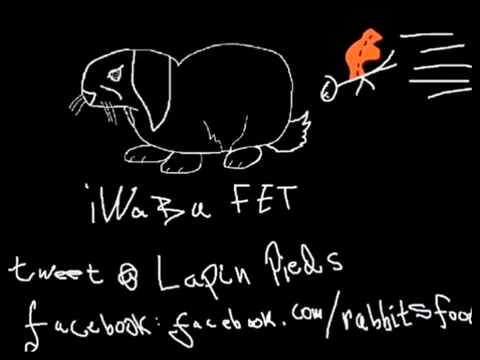 iWaBu FET
tweet @ Lapin Pieds
facebook: facebook.com/rabbitsfoo